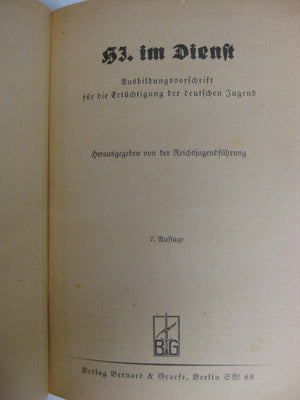 HJ. im Dienst
Ausbildungsvorschrift
für die Ertüchtigung der deutschen Jugend
Herausgegeben von der Reichsjugendführung
7. Auflage
B&G
Verlag Bernard & Graefe, Berlin SW 68